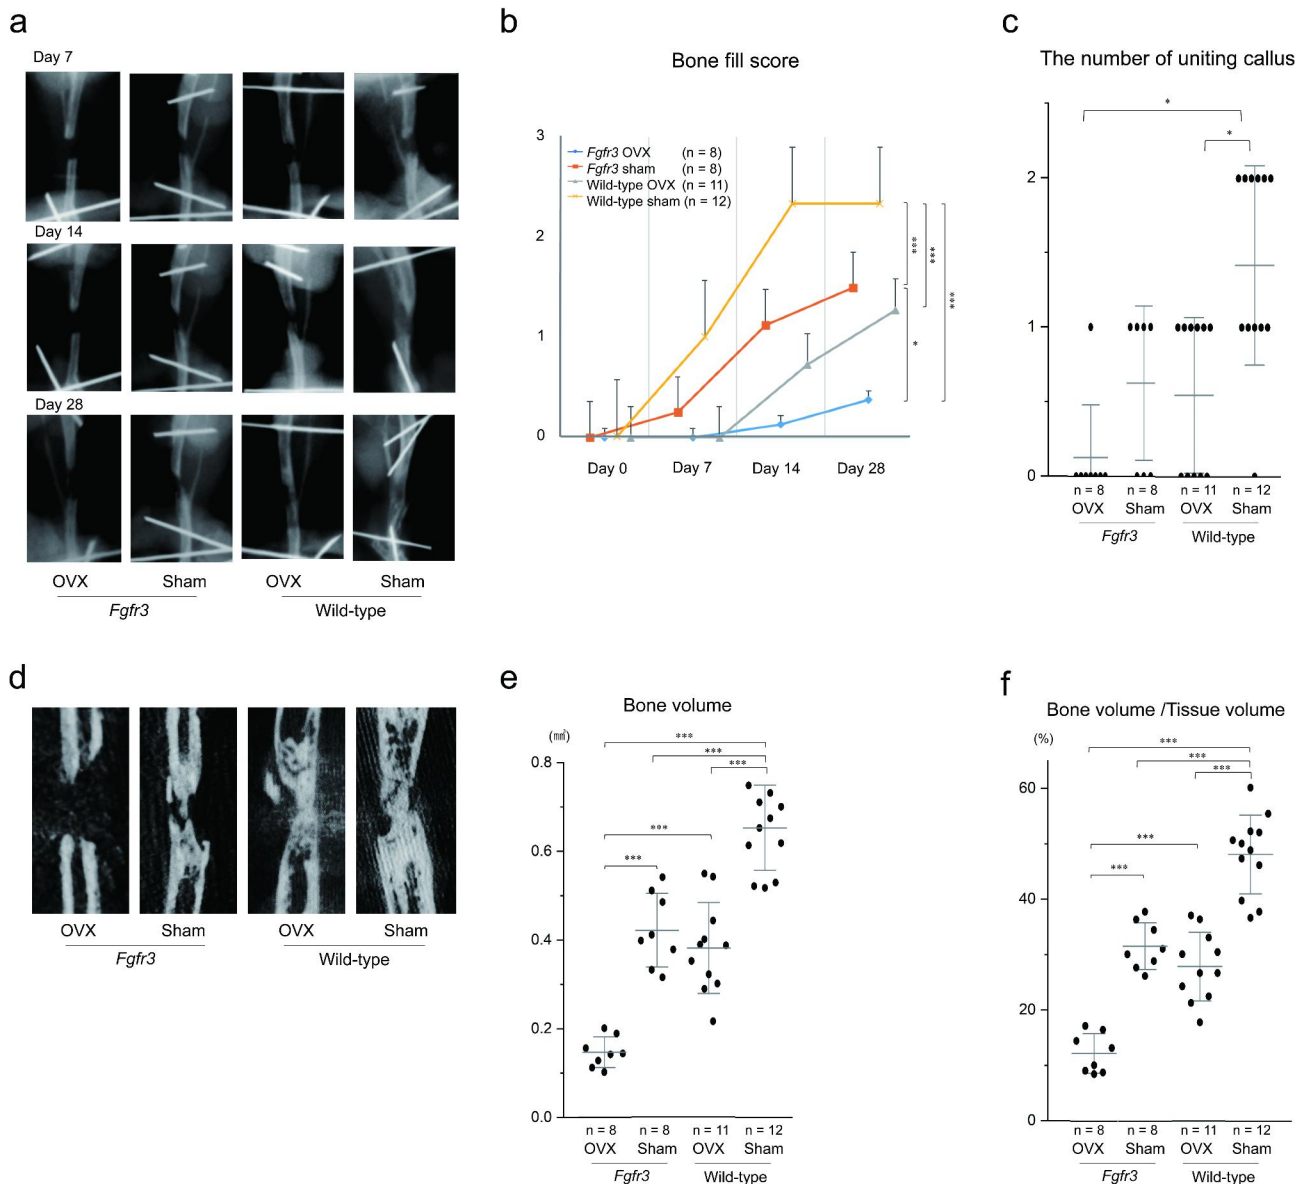 a
Day 7
Day 14
Day 28
OVX Sham OVX Sham
Fgfr3 Wild-type
b
Bone fill score
3
2
1
0
Fgfr3 OVX (n = 8)
Fgfr3 sham (n = 8)
Wild-type OVX (n = 11)
Wild-type sham (n = 12)
***
***
***
*
Day 0 Day 7 Day 14 Day 28
c
The number of uniting callus
*
*
2
1
0
n = 8 n = 8 n = 11 n = 12
OVX Sham OVX Sham
Fgfr3 Wild-type
d
OVX Sham OVX Sham
Fgfr3 Wild-type
e
Bone volume
(㎣)
***
***
***
***
***
0.8
0.6
0.4
0.2
0.0
n = 8 n = 8 n = 11 n = 12
OVX Sham OVX Sham
Fgfr3 Wild-type
f
Bone volume /Tissue volume
(%)
***
***
***
***
***
60
40
20
0
n = 8 n = 8 n = 11 n = 12
OVX Sham OVX Sham
Fgfr3 Wild-type